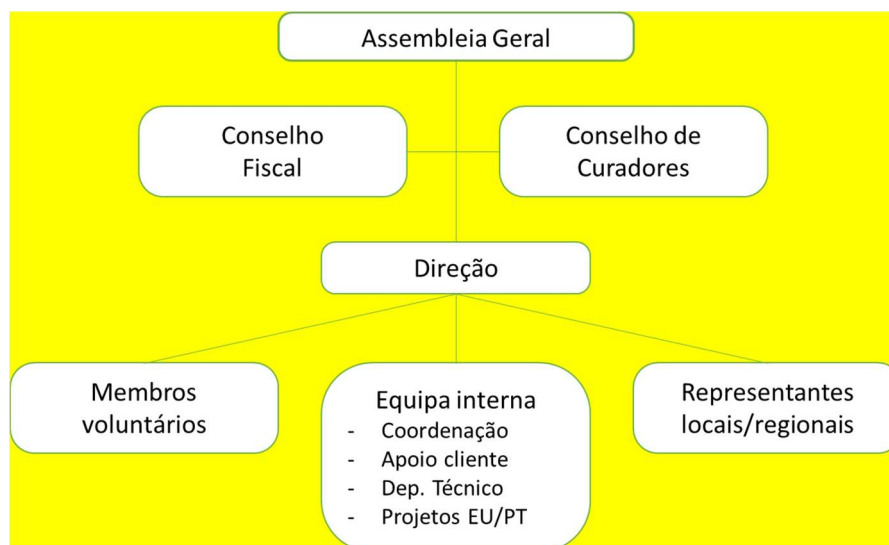 Assembleia Geral
Conselho
Fiscal
Conselho de
Curadores
Direção
Membros
voluntários
Equipa interna
- Coordenação
- Apoio cliente
- Dep. Técnico
- Projetos EU/PT
Representantes
locais/regionais